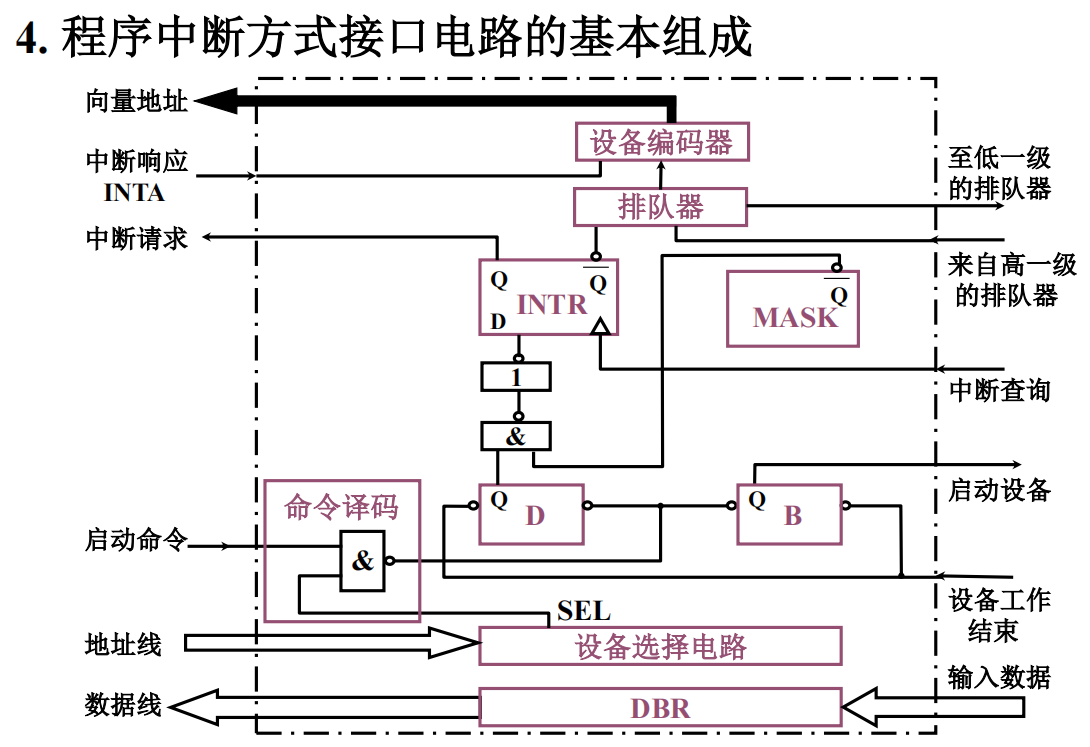 4. 程序中断方式接口电路的基本组成
向量地址
设备编码器
中断响应
INTA
至低一级
的排队器
排队器
中断请求
来自高一级
的排队器
Q
Q
INTR
D
Q
MASK
1
中断查询
&
启动设备
命令译码
Q
D
Q
B
启动命令
&
设备工作
结束
SEL
地址线
设备选择电路
输入数据
数据线
DBR